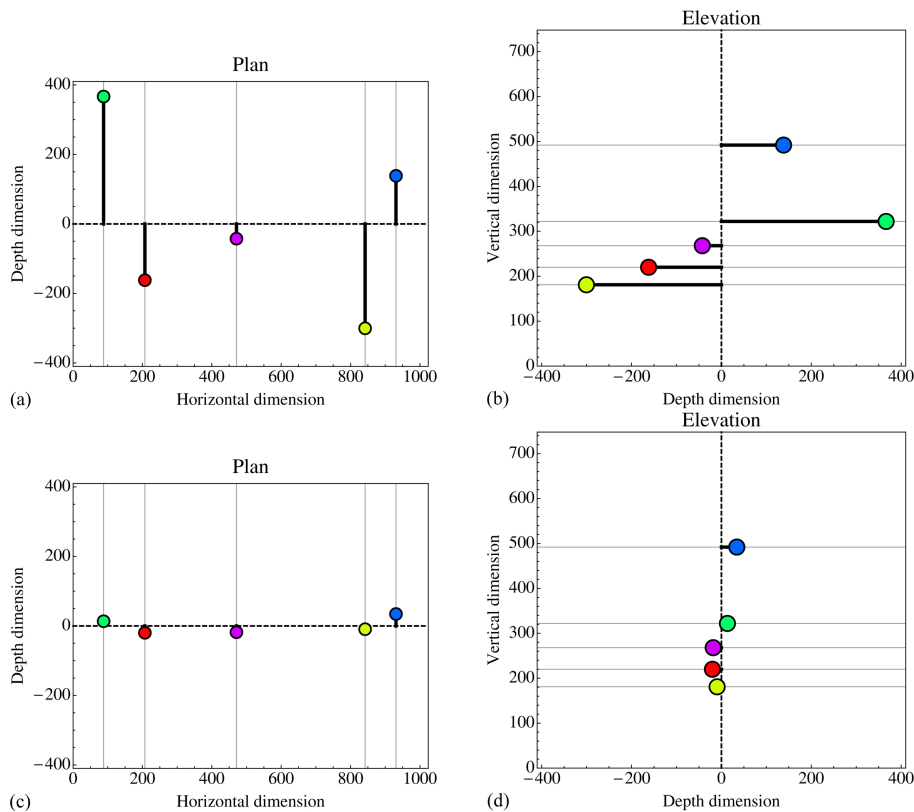 Plan
400
200
0
−200
−400
0 200 400 600 800 1000
Depth dimension
Horizontal dimension
(a)
Elevation
700
600
500
400
300
200
100
0
−400 −200 0 200 400
Vertical dimension
Depth dimension
(b)
Plan
400
200
0
−200
−400
0 200 400 600 800 1000
Depth dimension
Horizontal dimension
(c)
Elevation
700
600
500
400
300
200
100
0
−400 −200 0 200 400
Vertical dimension
Depth dimension
(d)